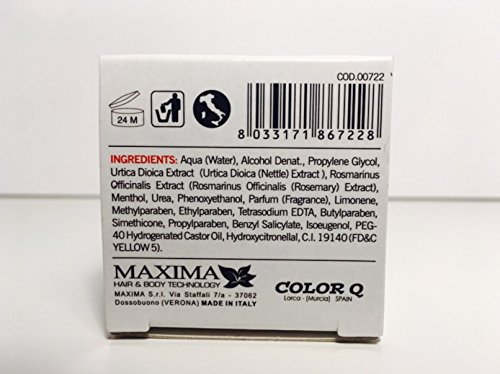 COD.00722
24 M
8 033171 867228
INGREDIENTS: Aqua (Water), Alcohol Denat., Propylene Glycol,
Urtica Dioica Extract (Urtica Dioica (Nettle) Extract ), Rosmarinus
Officinalis Extract (Rosmarinus Officinalis (Rosemary) Extract),
Menthol, Urea, Phenoxyethanol, Parfum (Fragrance), Limonene,
Methylparaben, Ethylparaben, Tetrasodium EDTA, Butylparaben,
Simethicone, Propylparaben, Benzyl Salicylate, Isoeugenol, PEG-
40 Hydrogenated Castor Oil, Hydroxycitronellal, C.I. 19140 (FD&C
YELLOW 5).
MAXIMA
HAIR & BODY TECHNOLOGY
MAXIMA S.r.l. Via Staffali 7/a - 37062
Dossobuono (VERONA) MADE IN ITALY
COLOR Q
Lorca - (Murcia) SPAIN